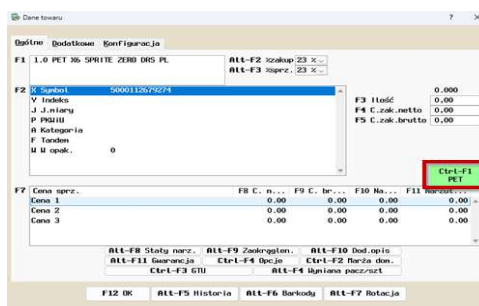 Dane towaru ? ×
Ogólne Dodatkowe Konfiguracja
F1 1.0 PET X6 SPRITE ZERO DRS PL Alt-F2 %zakup 23 %
Alt-F3 %sprz. 23 %
F2 X Symbol 5000112679274 0.000
Y Indeks F3 Ilość 0,00
J J.miary F4 C.zak.netto 0,00
P PKWiU F5 C.zak.brutto 0,00
A Kategoria
F Tandem
W W opak. 0
Ctrl-F1
PET
F7 Cena sprz. F8 C. n... F9 C. br... F10 Na... F11 Narzut...
Cena 1 0.00 0.00 0.00 0.00
Cena 2 0.00 0.00 0.00 0.00
Cena 3 0.00 0.00 0.00 0.00
Alt-F8 Staty narz. Alt-F9 Zaokrąglen. Alt-F10 Dod.opis
Alt-F11 Gwarancja Ctrl-F4 Opcje Ctrl-F2 Marża dom.
Ctrl-F3 GTU Alt-F4 Wymiana pacz/szt
F12 OK Alt-F5 Historia Alt-F6 Barkody Alt-F7 Rotacja